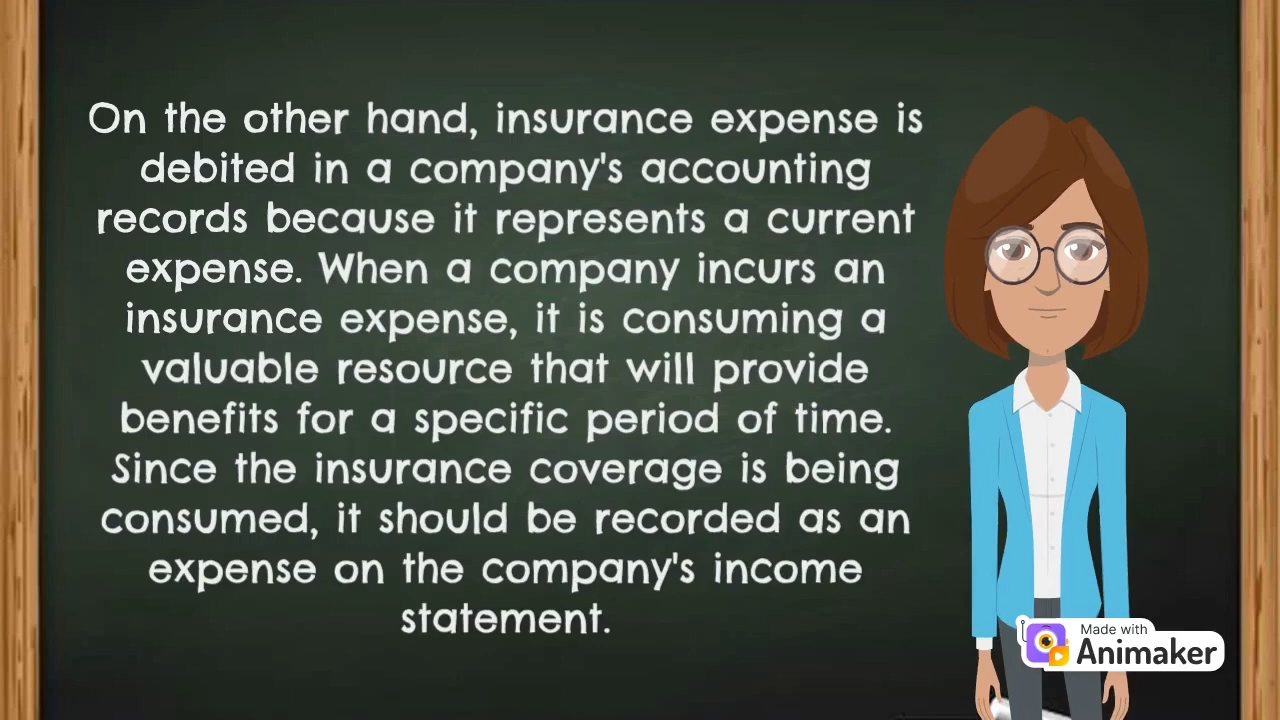 On the other hand, insurance expense is
debited in a company's accounting
records because it represents a current
expense. When a company incurs an
insurance expense, it is consuming a
valuable resource that will provide
benefits for a specific period of time.
Since the insurance coverage is being
consumed, it should be recorded as an
expense on the company's income
statement.
Made with
Animaker